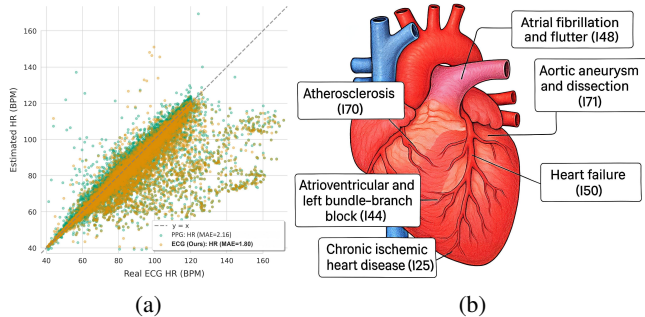 Estimated HR (BPM)
160
140
120
100
80
60
40
40 60 80 100 120 140 160
Real ECG HR (BPM)
y = x
PPG: HR (MAE=2.16)
ECG (Ours): HR (MAE=1.80)
(a)
Atrial fibrillation
and flutter (I48)
Aortic aneurysm
and dissection
(I71)
Atherosclerosis
(I70)
Heart failure
(I50)
Atrioventricular and
left bundle-branch
block (I44)
Chronic ischemic
heart disease (I25)
(b)